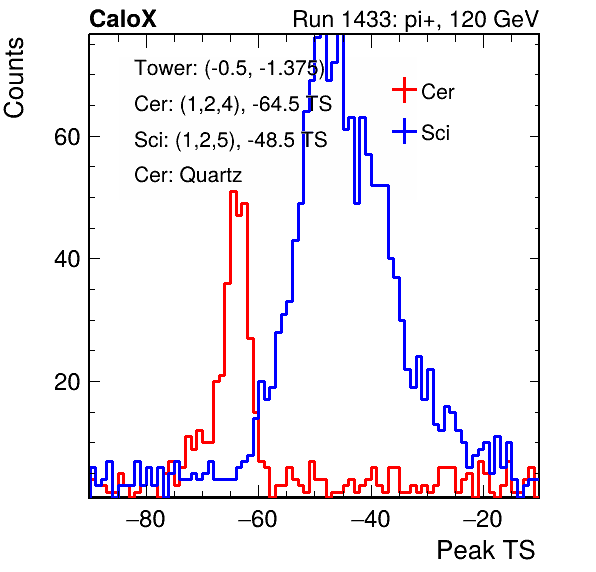 CaloX Run 1433: pi+, 120 GeV
Counts
Tower: (-0.5, -1.375)
Cer: (1,2,4), -64.5 TS
Sci: (1,2,5), -48.5 TS
Cer: Quartz
Cer
Sci
60
40
20
−80 −60 −40 −20
Peak TS